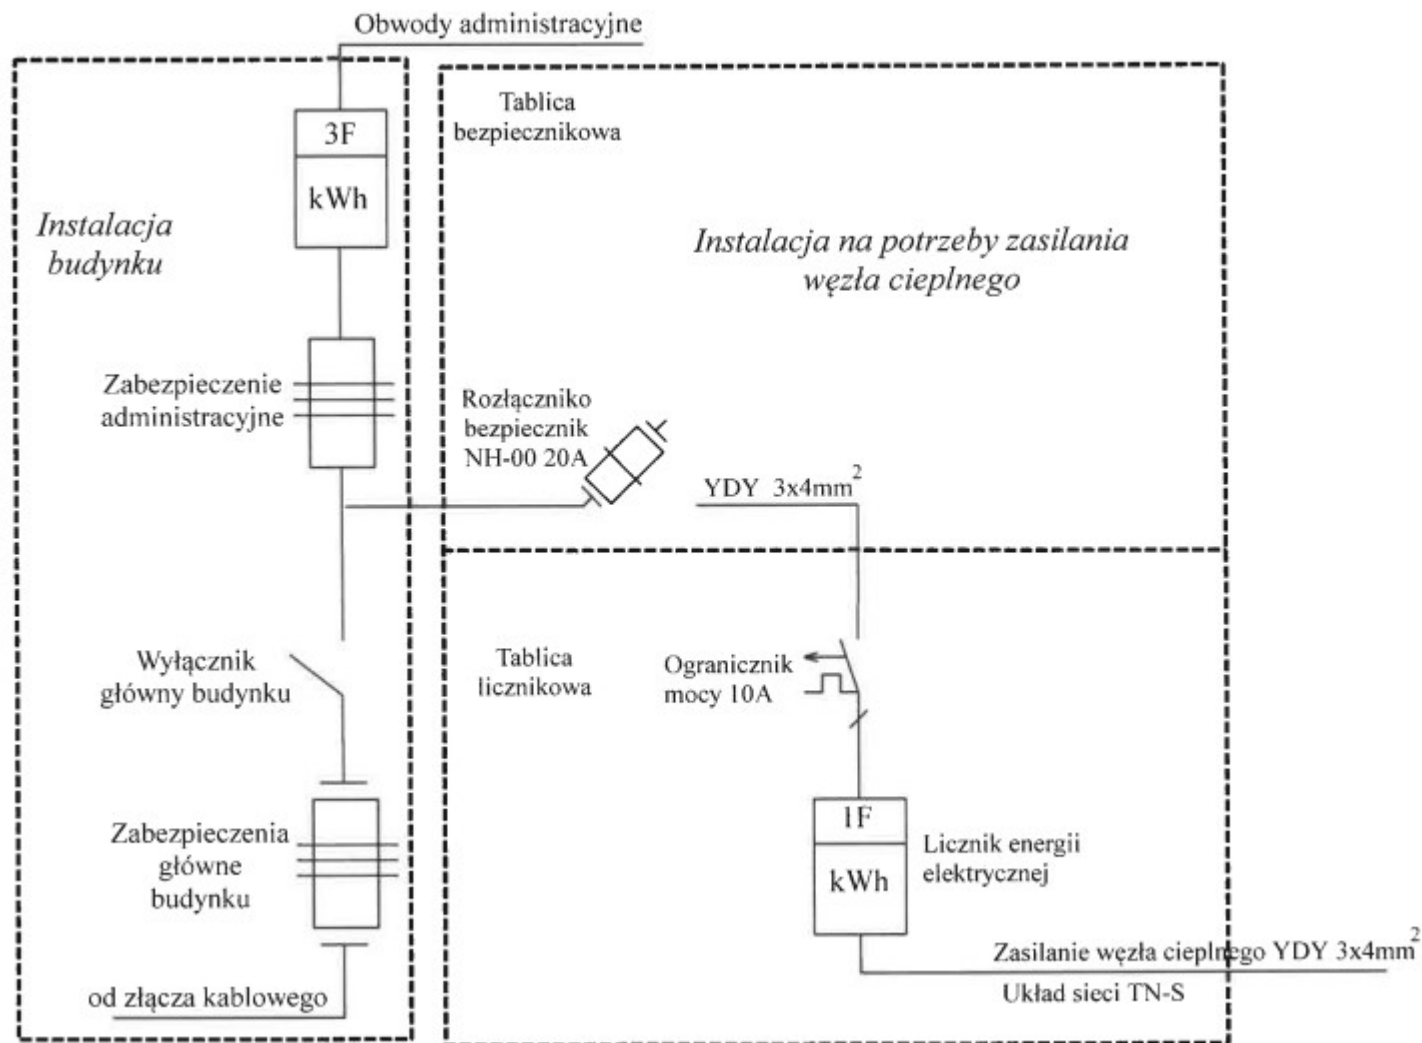 Obwody administracyjne
3F
kWh
Instalacja
budynku
Zabezpieczenie
administracyjne
Wyłącznik
główny budynku
Zabezpieczenia
główne
budynku
od złącza kablowego
Tablica
bezpiecznikowa
Instalacja na potrzeby zasilania
węzła cieplnego
Rozłączniko
bezpiecznik
NH-00 20A
YDY 3x4mm²
Tablica
licznikowa
Ogranicznik
mocy 10A
1F
kWh
Licznik energii
elektrycznej
Zasilanie węzła cieplnego YDY 3x4mm²
Układ sieci TN-S